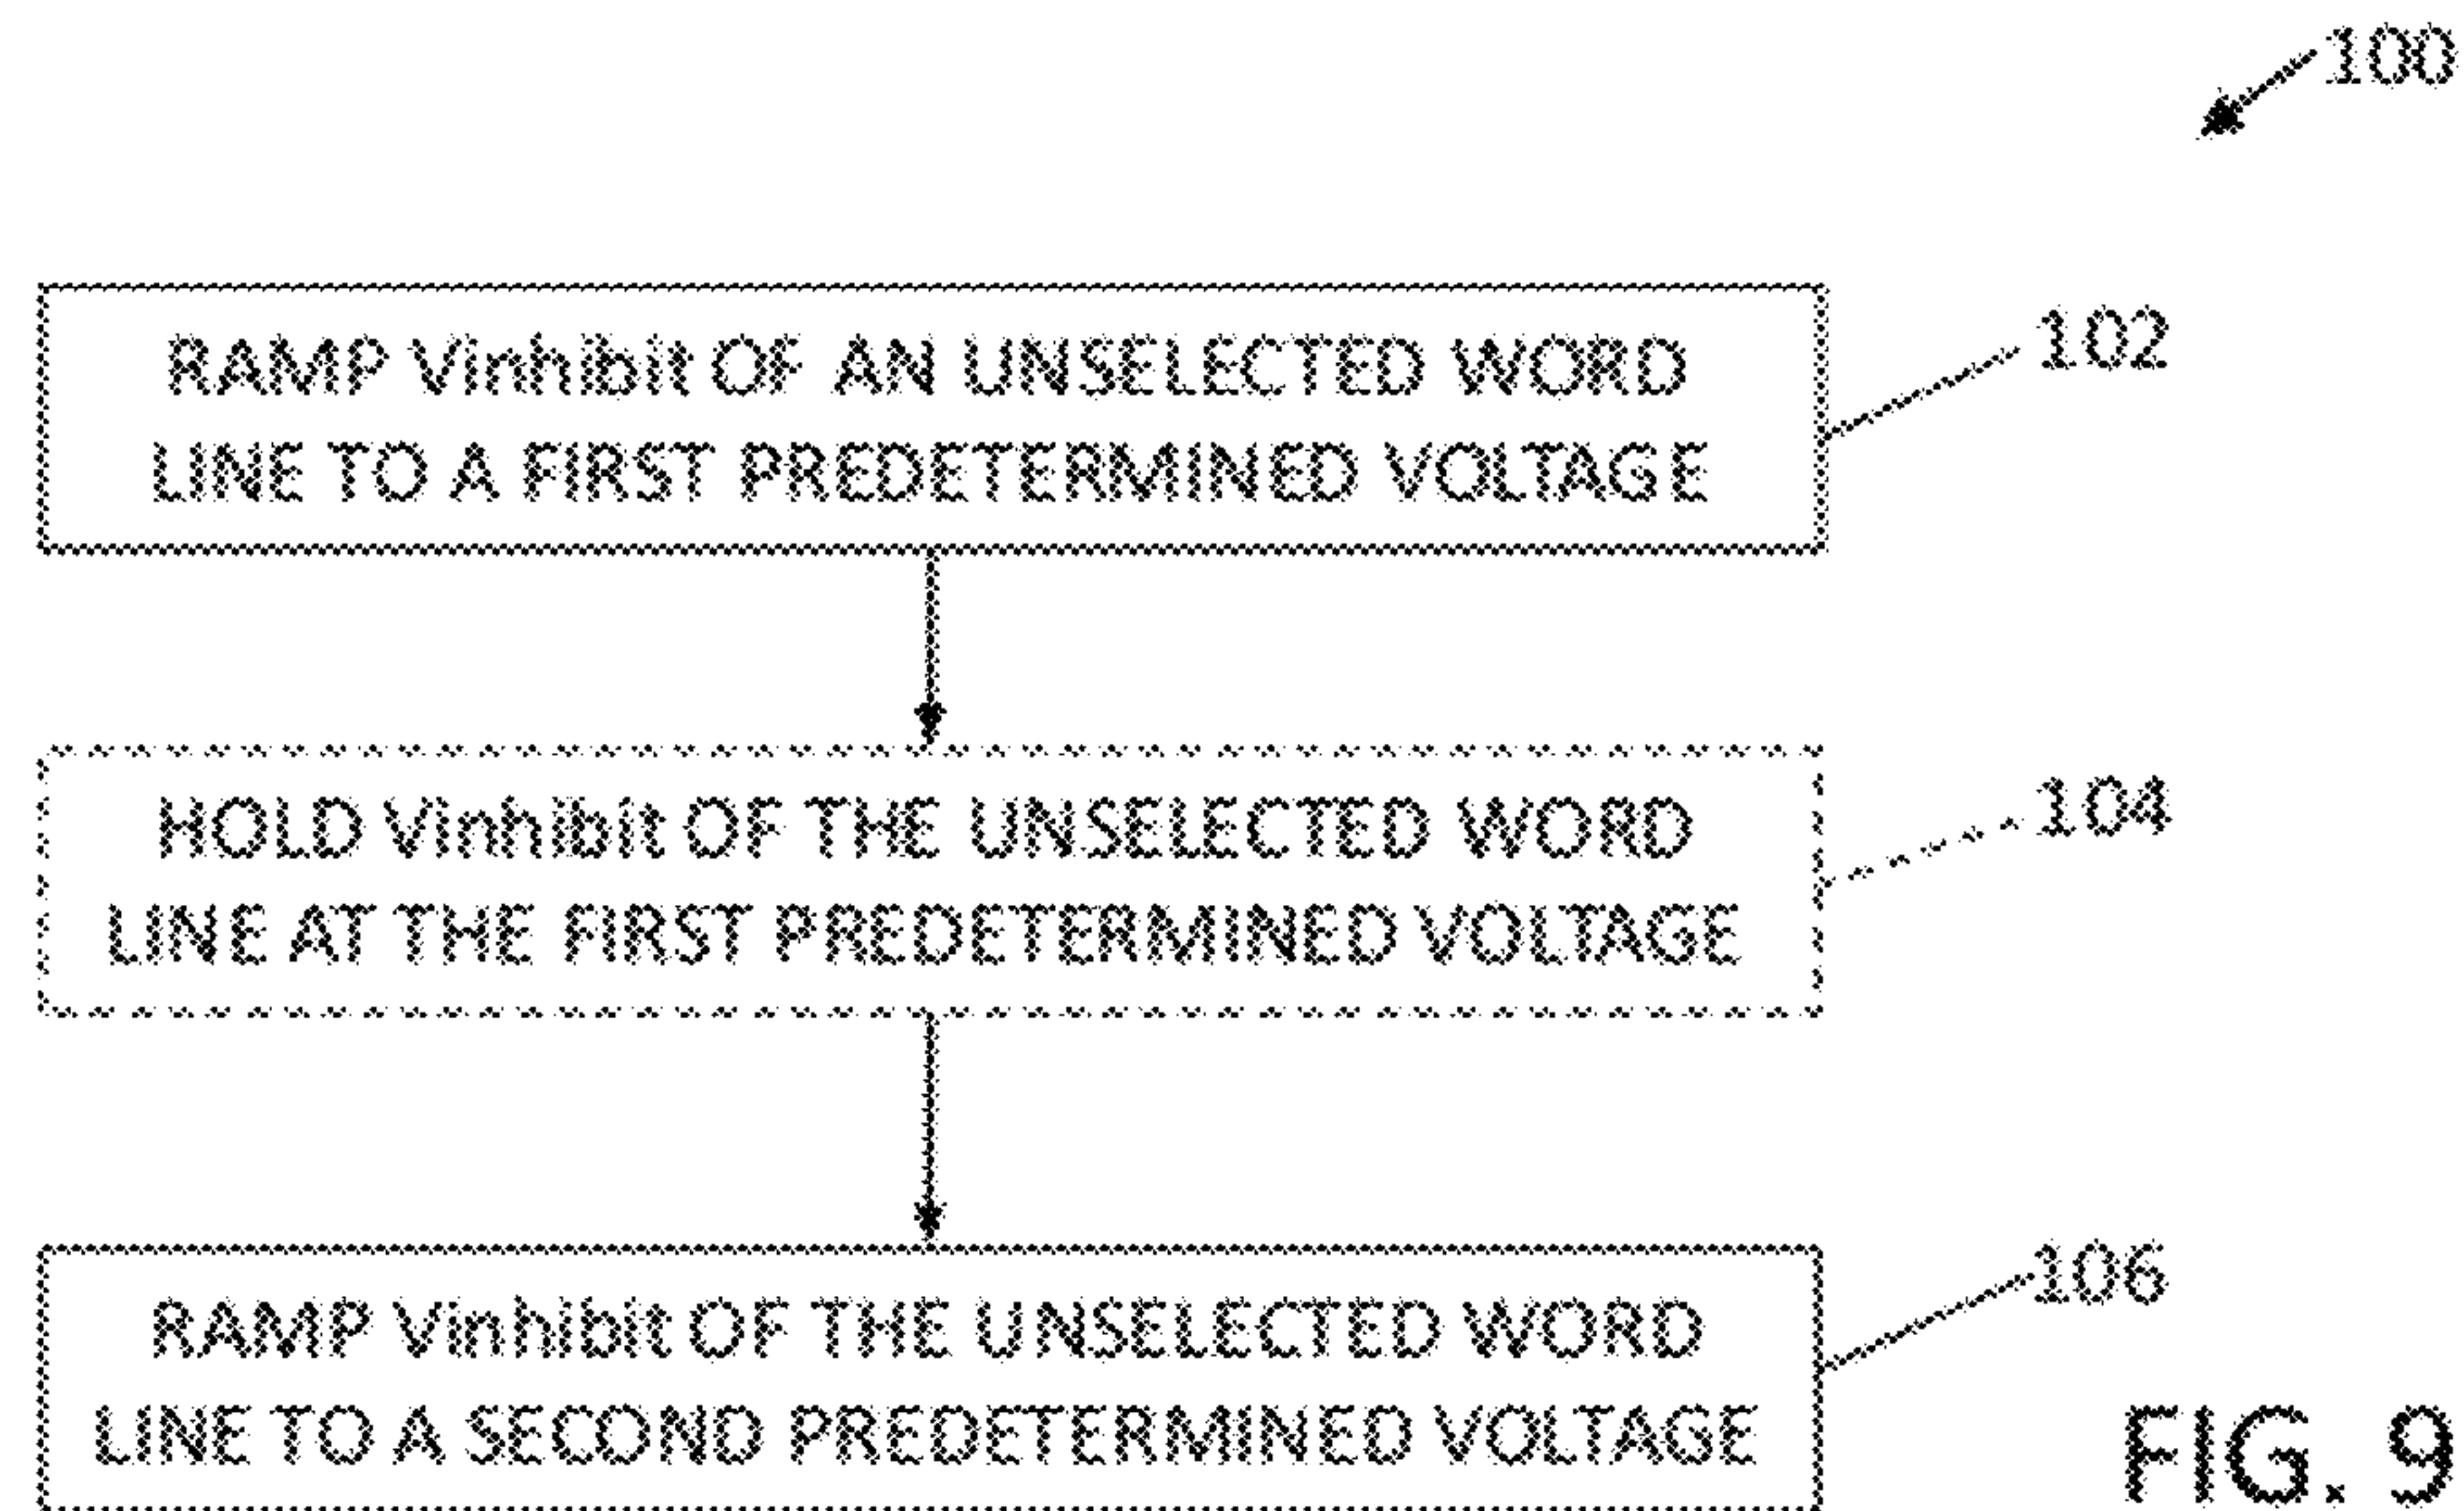 100
RAMP Vinhibit OF AN UNSELECTED WORD
LINE TO A FIRST PREDETERMINED VOLTAGE
102
HOLD Vinhibit OF THE UNSELECTED WORD
LINE AT THE FIRST PREDETERMINED VOLTAGE
104
RAMP Vinhibit OF THE UNSELECTED WORD
LINE TO A SECOND PREDETERMINED VOLTAGE
106
FIG. 9